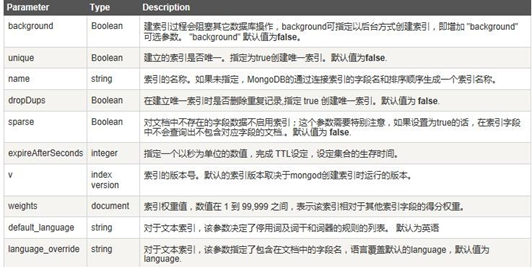 Parameter Type Description
background Boolean 建索引过程会阻塞其它数据库操作，background可指定以后台方式创建索引，即增加 "background"
可选参数。 "background" 默认值为false。
unique Boolean 建立的索引是否唯一。指定为true创建唯一索引。默认值为false.
name string 索引的名称。如果未指定，MongoDB的通过连接索引的字段名和排序顺序生成一个索引名称。
dropDups Boolean 在建立唯一索引时是否删除重复记录,指定 true 创建唯一索引。默认值为 false.
sparse Boolean 对文档中不存在的字段数据不启用索引；这个参数需要特别注意，如果设置为true的话，在索引字段
中不会查询出不包含对应字段的文档.。默认值为 false.
expireAfterSeconds integer 指定一个以秒为单位的数值，完成 TTL设定，设定集合的生存时间。
v index version 索引的版本号。默认的索引版本取决于mongod创建索引时运行的版本。
weights document 索引权重值，数值在 1 到 99,999 之间，表示该索引相对于其他索引字段的得分权重。
default_language string 对于文本索引，该参数决定了停用词及词干和词器的规则的列表。 默认为英语
language_override string 对于文本索引，该参数指定了包含在文档中的字段名，语言覆盖默认的language，默认值为
language.